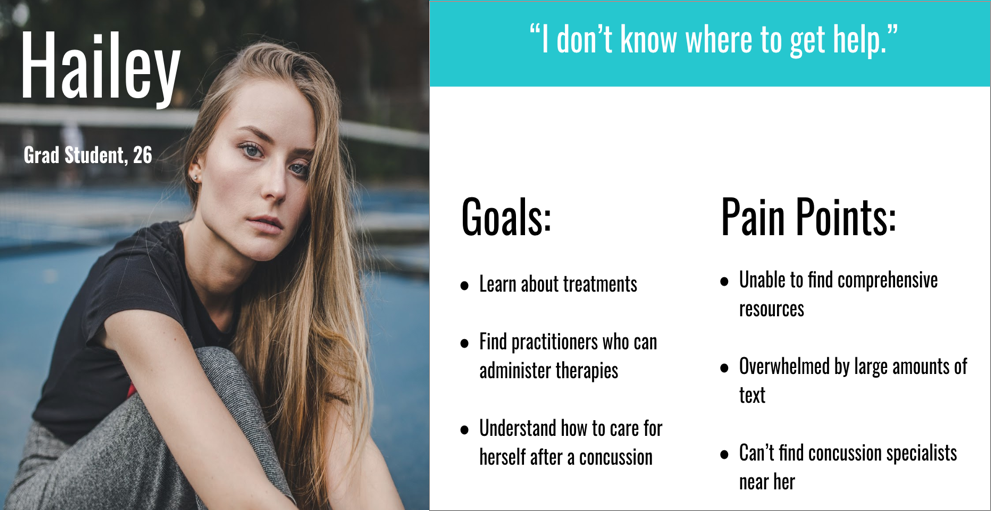 Hailey
Grad Student, 26
“I don’t know where to get help.”
Goals:
• Learn about treatments
• Find practitioners who can
administer therapies
• Understand how to care for
herself after a concussion
Pain Points:
• Unable to find comprehensive
resources
• Overwhelmed by large amounts of
text
• Can’t find concussion specialists
near her